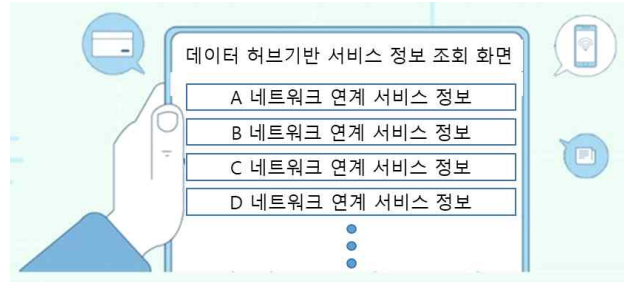 데이터 허브기반 서비스 정보 조회 화면
A 네트워크 연계 서비스 정보
B 네트워크 연계 서비스 정보
C 네트워크 연계 서비스 정보
D 네트워크 연계 서비스 정보